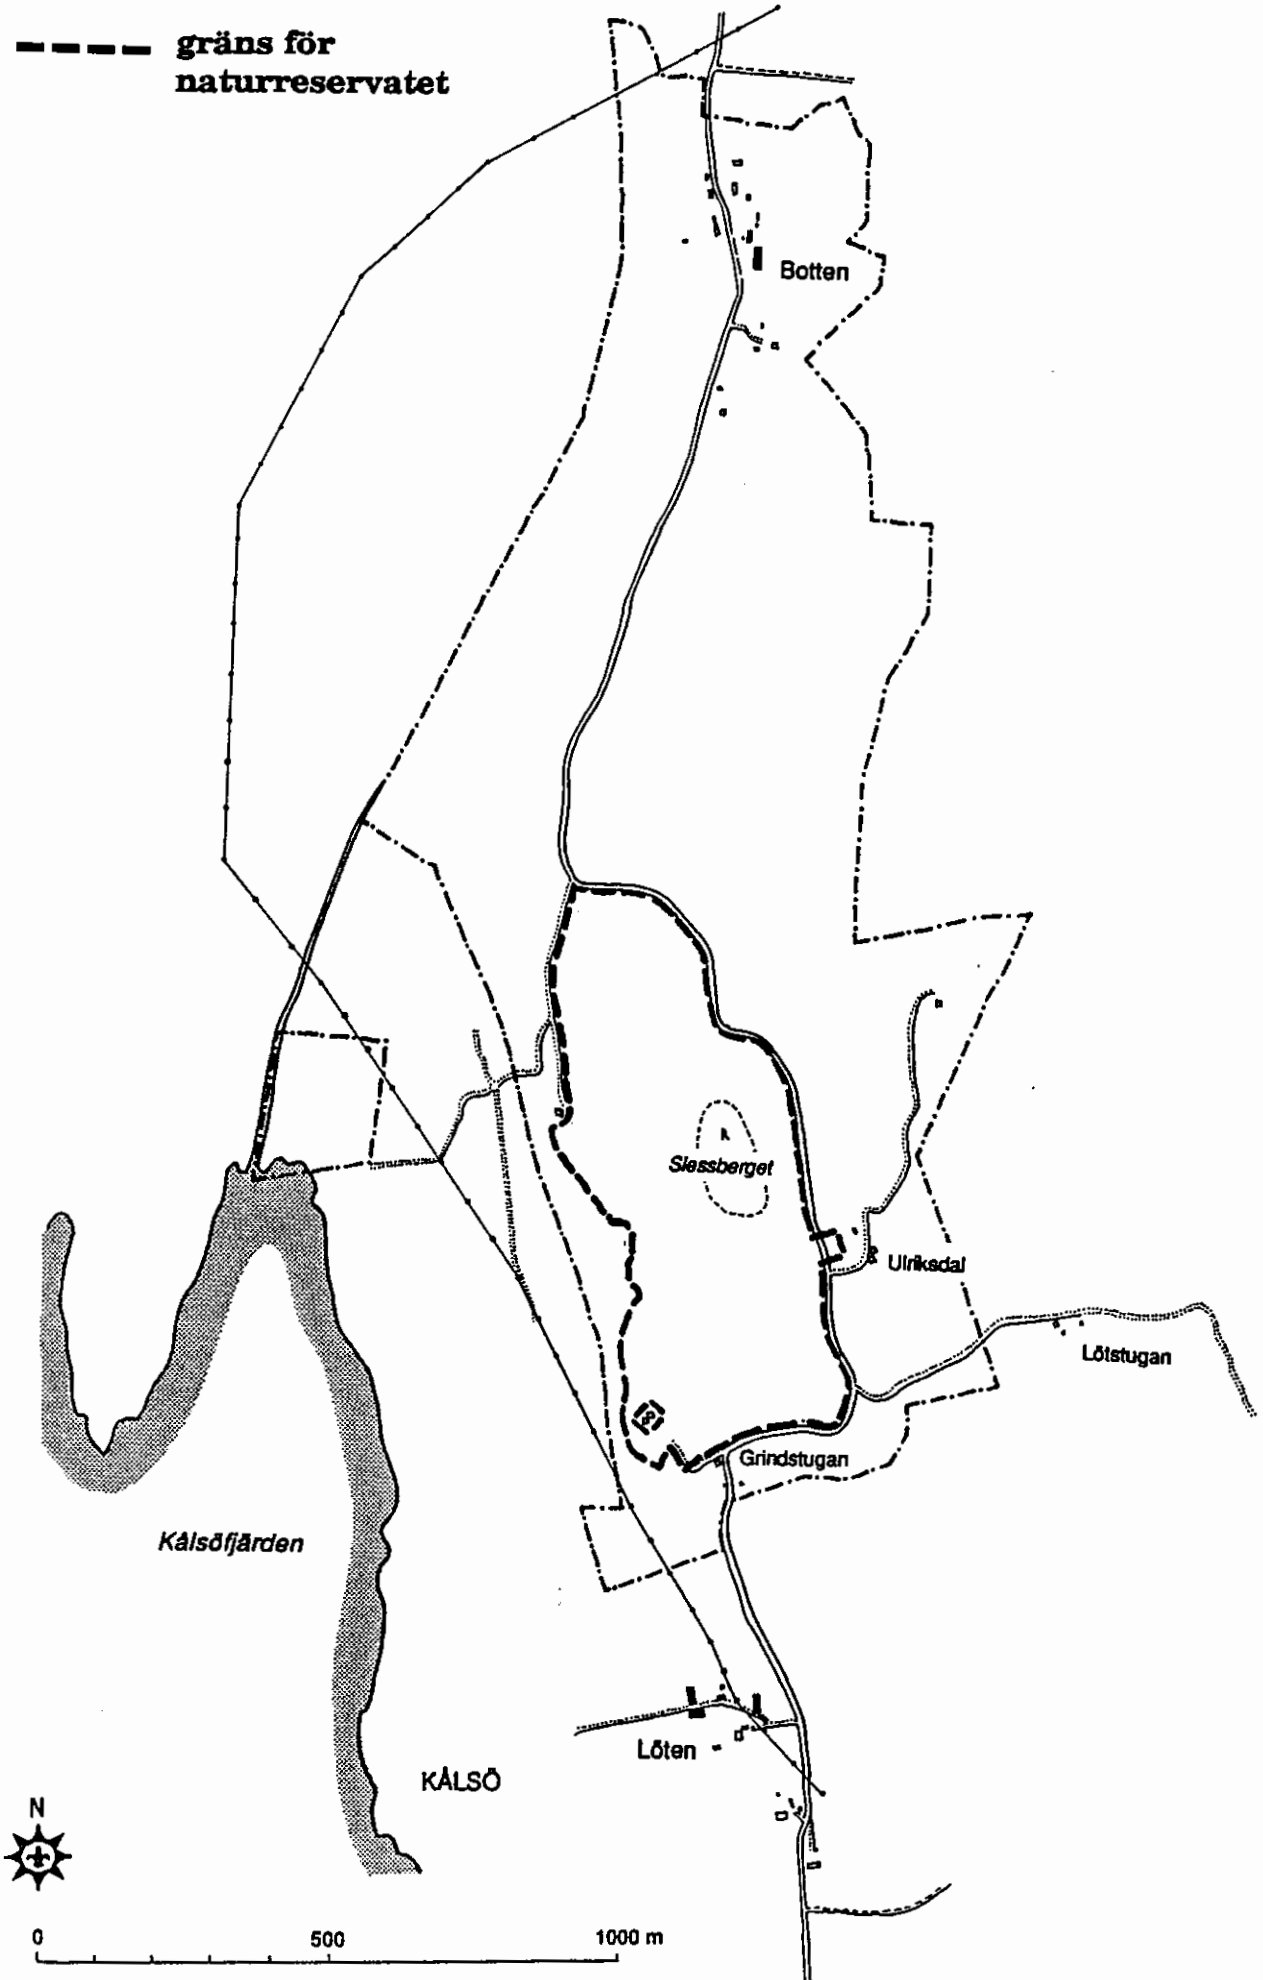 gräns för
naturreservatet
Botten
Slessberget
Ulriksdal
Lötstugan
Grindstugan
Kålsöfjärden
Löten
KÅLSÖ
N
0 500 1000 m